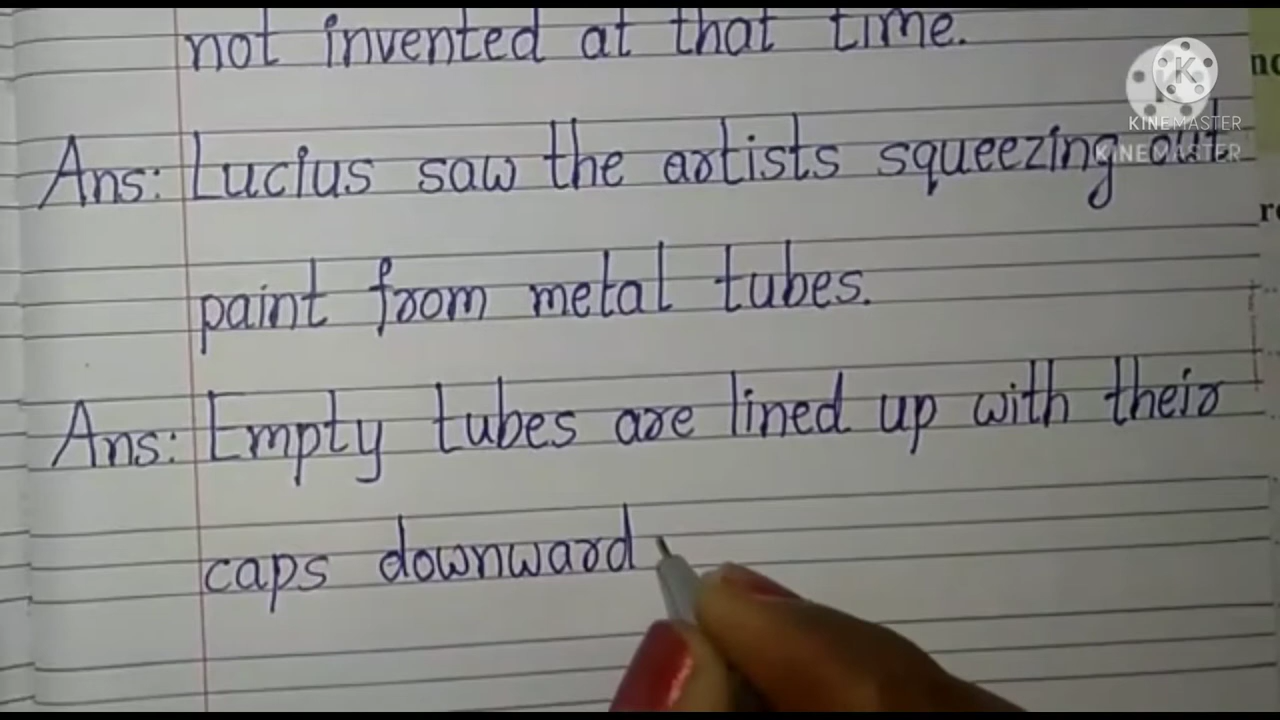 not invented at that time.
K
KINEMASTER
KINEMASTER
Ans: Lucius saw the artists squeezing out
paint from metal tubes.
Ans: Empty tubes are lined up with their
caps downward